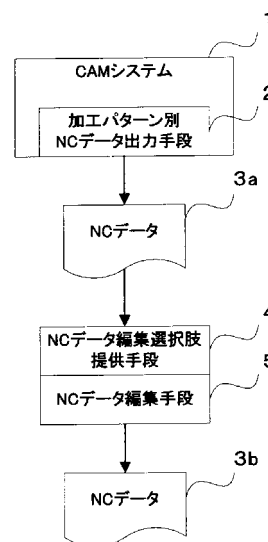 1
CAMシステム
2
加工パターン別
NCデータ出力手段
3a
NCデータ
4
NCデータ編集選択肢
提供手段
5
NCデータ編集手段
3b
NCデータ